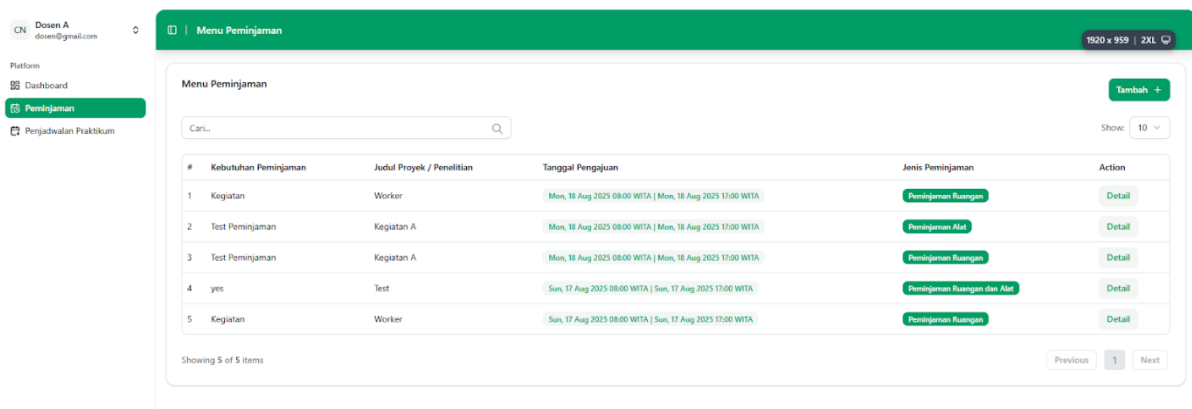 CN Dosen A
dosen@gmail.com
Platform
Dashboard
Peminjaman
Penjadwalan Praktikum
| Menu Peminjaman
1920 x 959 | 2XL
Menu Peminjaman
Tambah +
Cari...
Show: 10
# Kebutuhan Peminjaman Judul Proyek / Penelitian Tanggal Pengajuan Jenis Peminjaman Action
1 Kegiatan Worker Mon, 18 Aug 2025 08:00 WITA | Mon, 18 Aug 2025 17:00 WITA Peminjaman Ruangan Detail
2 Test Peminjaman Kegiatan A Mon, 18 Aug 2025 08:00 WITA | Mon, 18 Aug 2025 17:00 WITA Peminjaman Alat Detail
3 Test Peminjaman Kegiatan A Mon, 18 Aug 2025 08:00 WITA | Mon, 18 Aug 2025 17:00 WITA Peminjaman Ruangan Detail
4 yes Test Sun, 17 Aug 2025 08:00 WITA | Sun, 17 Aug 2025 17:00 WITA Peminjaman Ruangan dan Alat Detail
5 Kegiatan Worker Sun, 17 Aug 2025 08:00 WITA | Sun, 17 Aug 2025 17:00 WITA Peminjaman Ruangan Detail
Showing 5 of 5 items
Previous 1 Next